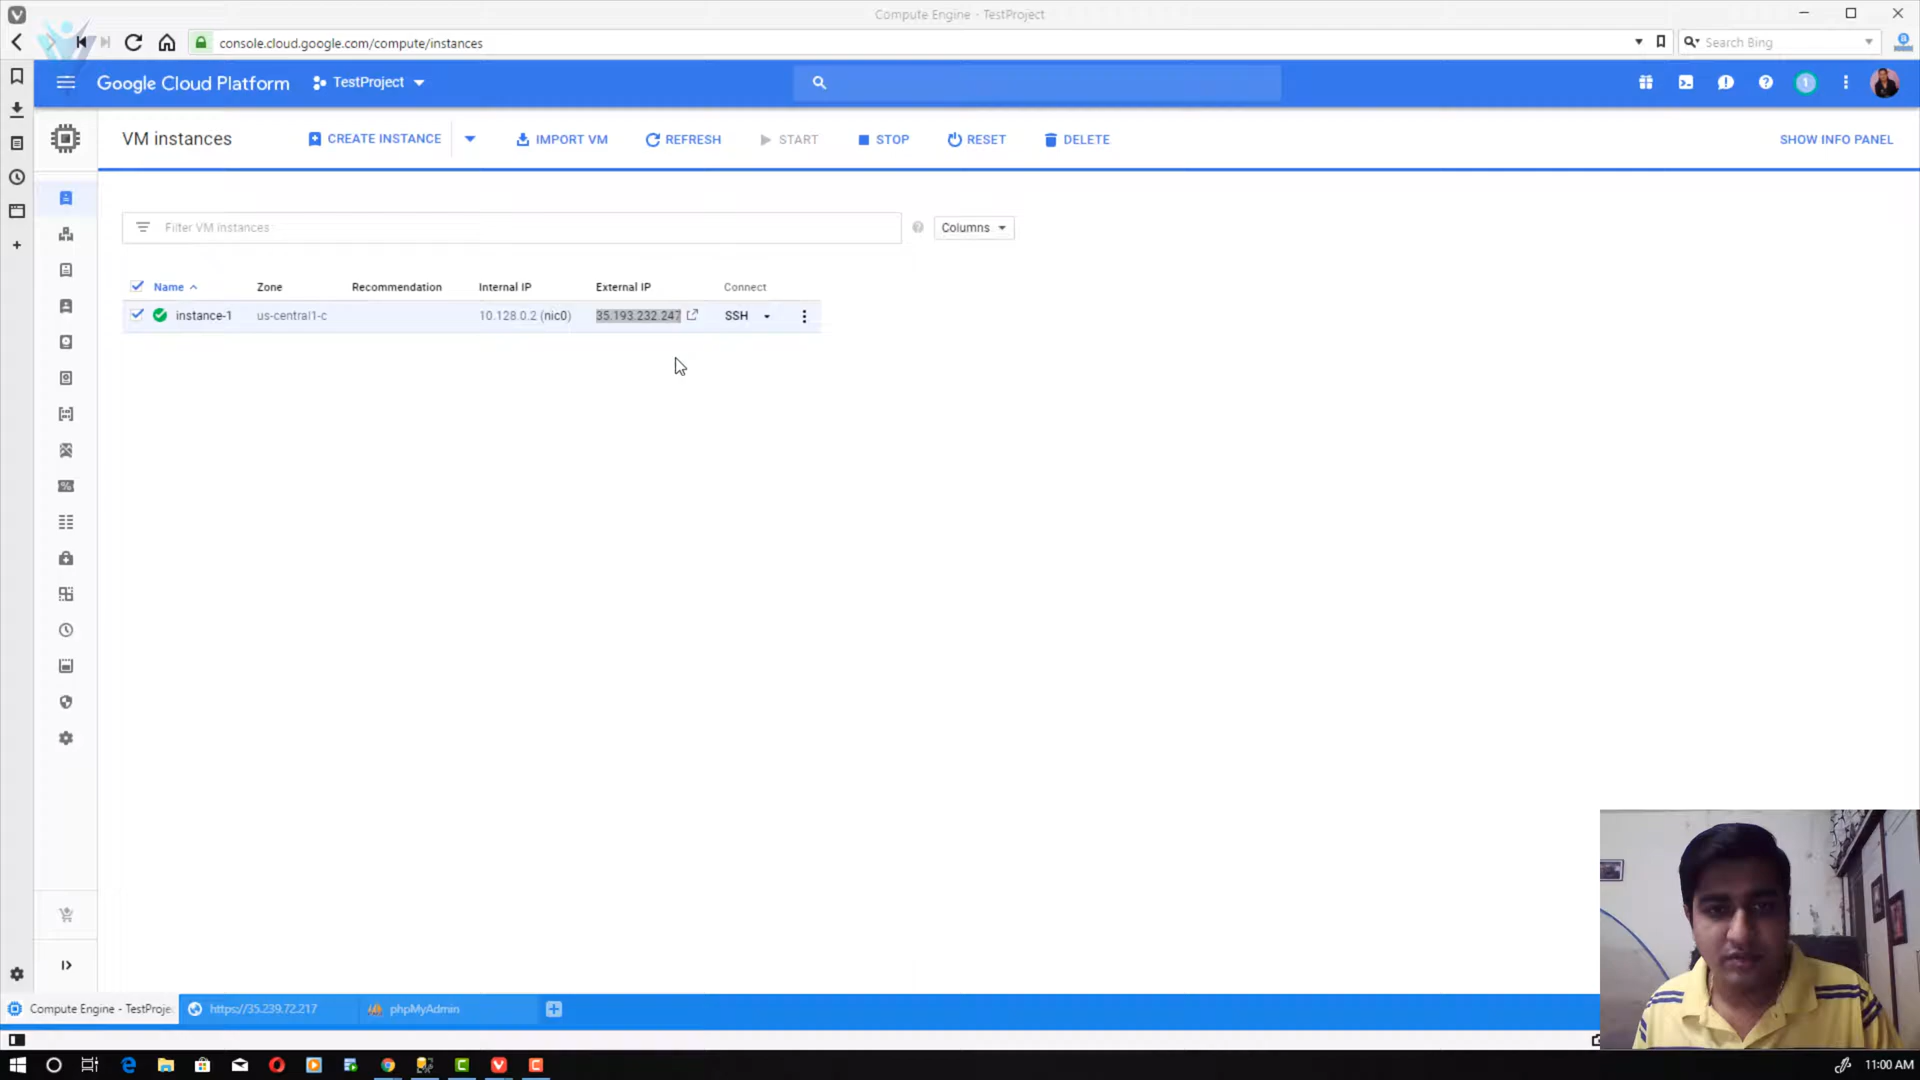 Compute Engine - TestProject
console.cloud.google.com/compute/instances
Search Bing
Google Cloud Platform
TestProject
1
VM instances
CREATE INSTANCE
IMPORT VM
REFRESH
START
STOP
RESET
DELETE
SHOW INFO PANEL
Filter VM instances
Columns
Name
Zone
Recommendation
Internal IP
External IP
Connect
instance-1
us-central1-c
10.128.0.2 (nic0)
35.193.232.247
SSH
Compute Engine - TestProje
https://35.239.72.217
phpMyAdmin
11:00 AM